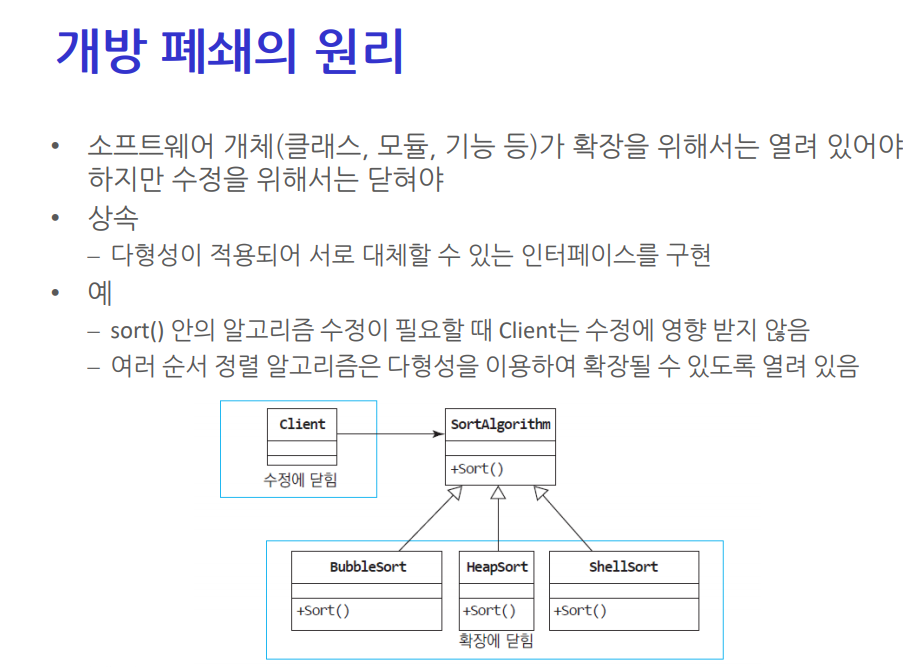 개방 폐쇄의 원리
• 소프트웨어 개체(클래스, 모듈, 기능 등)가 확장을 위해서는 열려 있어야
하지만 수정을 위해서는 닫혀야
• 상속
– 다형성이 적용되어 서로 대체할 수 있는 인터페이스를 구현
• 예
– sort() 안의 알고리즘 수정이 필요할 때 Client는 수정에 영향 받지 않음
– 여러 순서 정렬 알고리즘은 다형성을 이용하여 확장될 수 있도록 열려 있음
Client
수정에 닫힘
SortAlgorithm
+Sort()
BubbleSort
+Sort()
HeapSort
+Sort()
ShellSort
+Sort()
확장에 닫힘